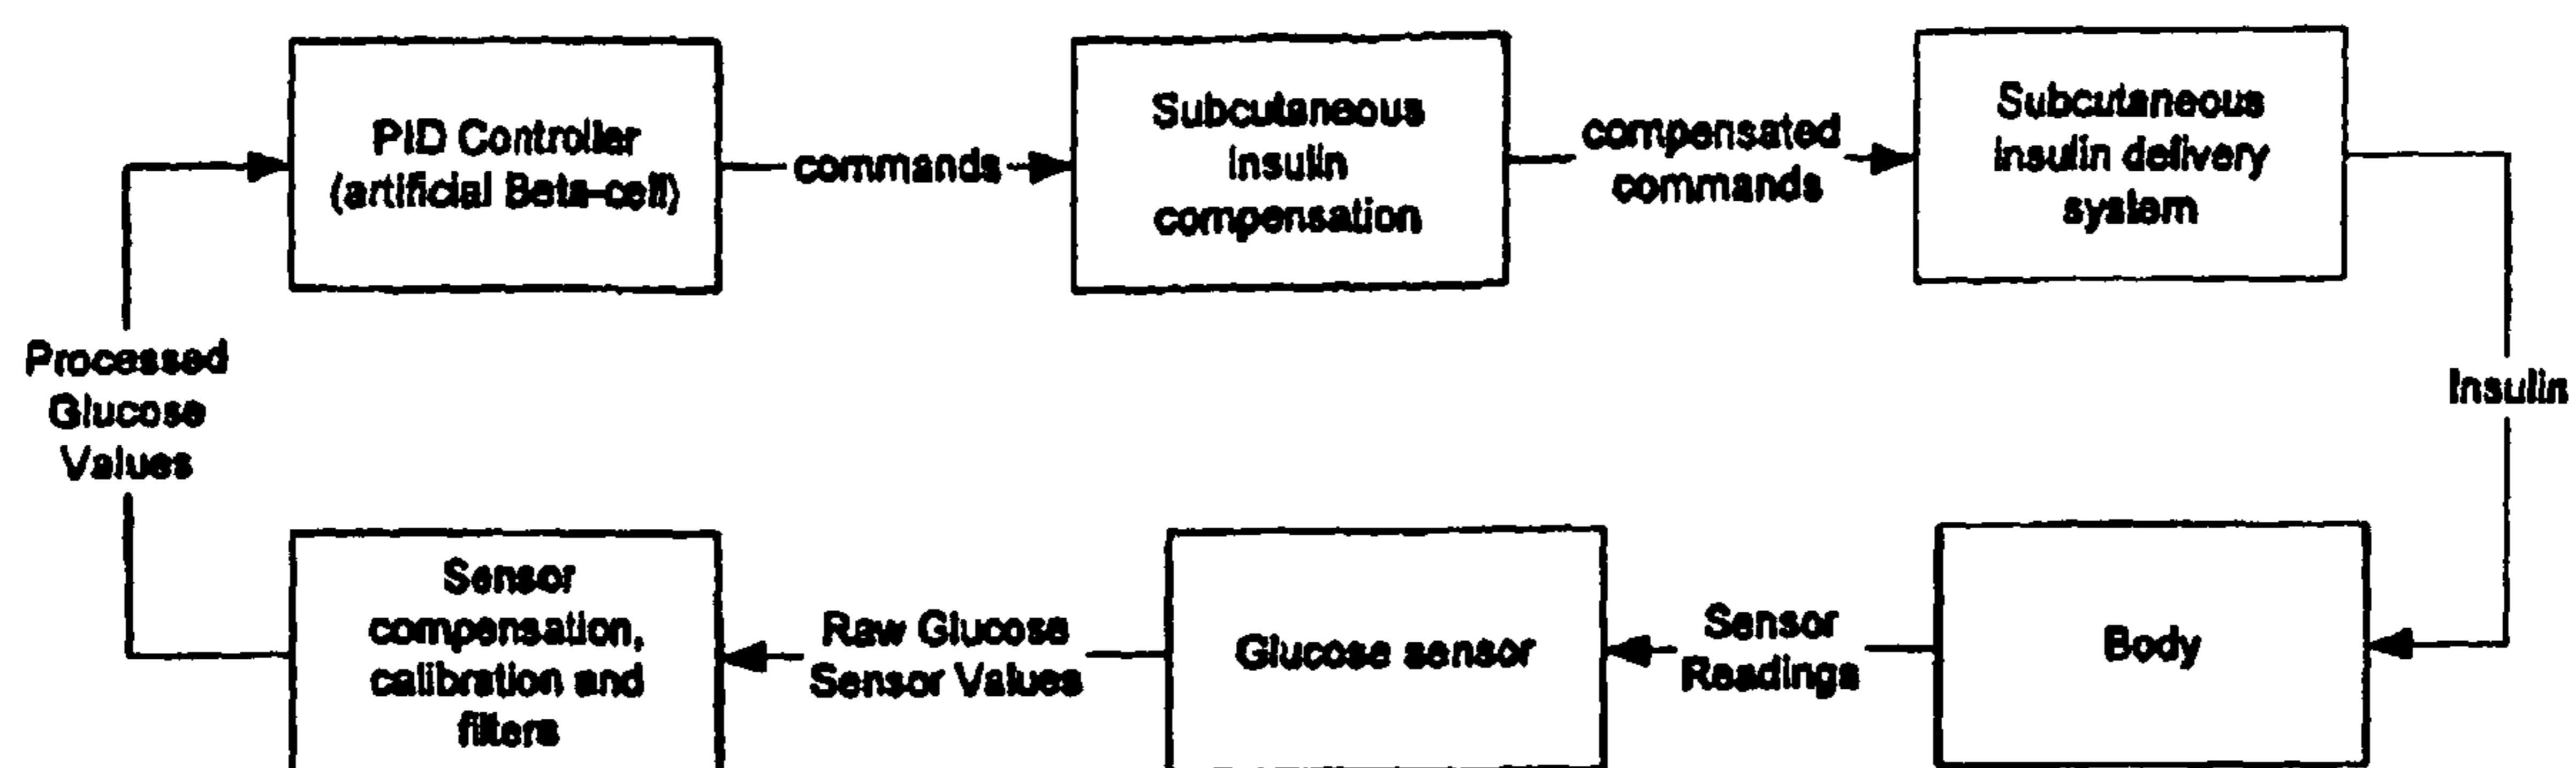 PID Controller
(artificial Beta-cell)
commands
Subcutaneous
insulin
compensation
compensated
commands
Subcutaneous
insulin delivery
system
Processed
Glucose
Values
Insulin
Sensor
compensation,
calibration and
filters
Raw Glucose
Sensor Values
Glucose sensor
Sensor
Readings
Body